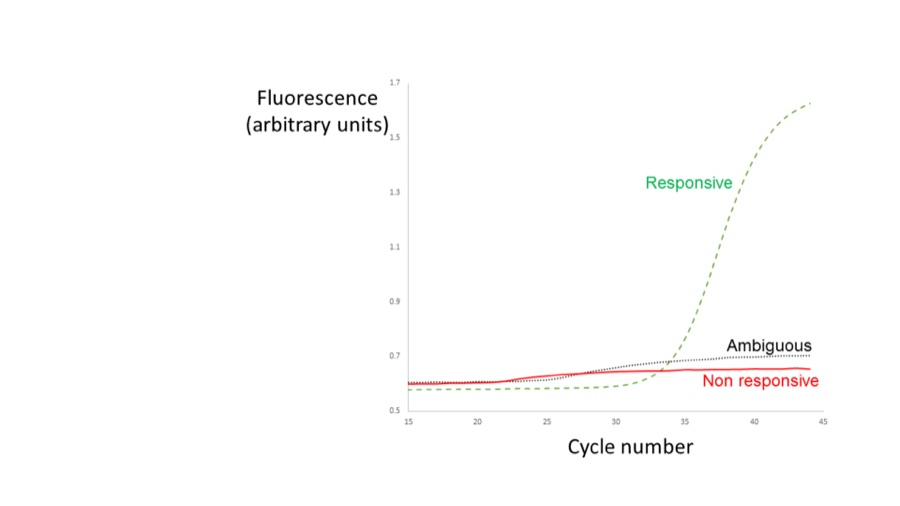 1.7
Fluorescence
(arbitrary units)
1.5
Responsive
1.3
1.1
0.9
Ambiguous
0.7
Non responsive
0.5
15 20 25 30 35 40 45
Cycle number